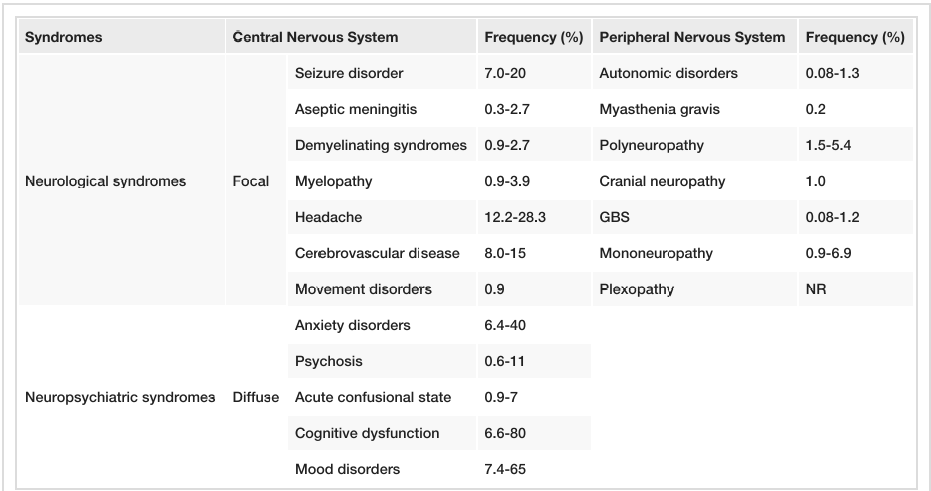 Syndromes Central Nervous System Frequency (%) Peripheral Nervous System Frequency (%)
Seizure disorder 7.0-20 Autonomic disorders 0.08-1.3
Aseptic meningitis 0.3-2.7 Myasthenia gravis 0.2
Demyelinating syndromes 0.9-2.7 Polyneuropathy 1.5-5.4
Neurological syndromes Focal Myelopathy 0.9-3.9 Cranial neuropathy 1.0
Headache 12.2-28.3 GBS 0.08-1.2
Cerebrovascular disease 8.0-15 Mononeuropathy 0.9-6.9
Movement disorders 0.9 Plexopathy NR
Anxiety disorders 6.4-40
Psychosis 0.6-11
Neuropsychiatric syndromes Diffuse Acute confusional state 0.9-7
Cognitive dysfunction 6.6-80
Mood disorders 7.4-65